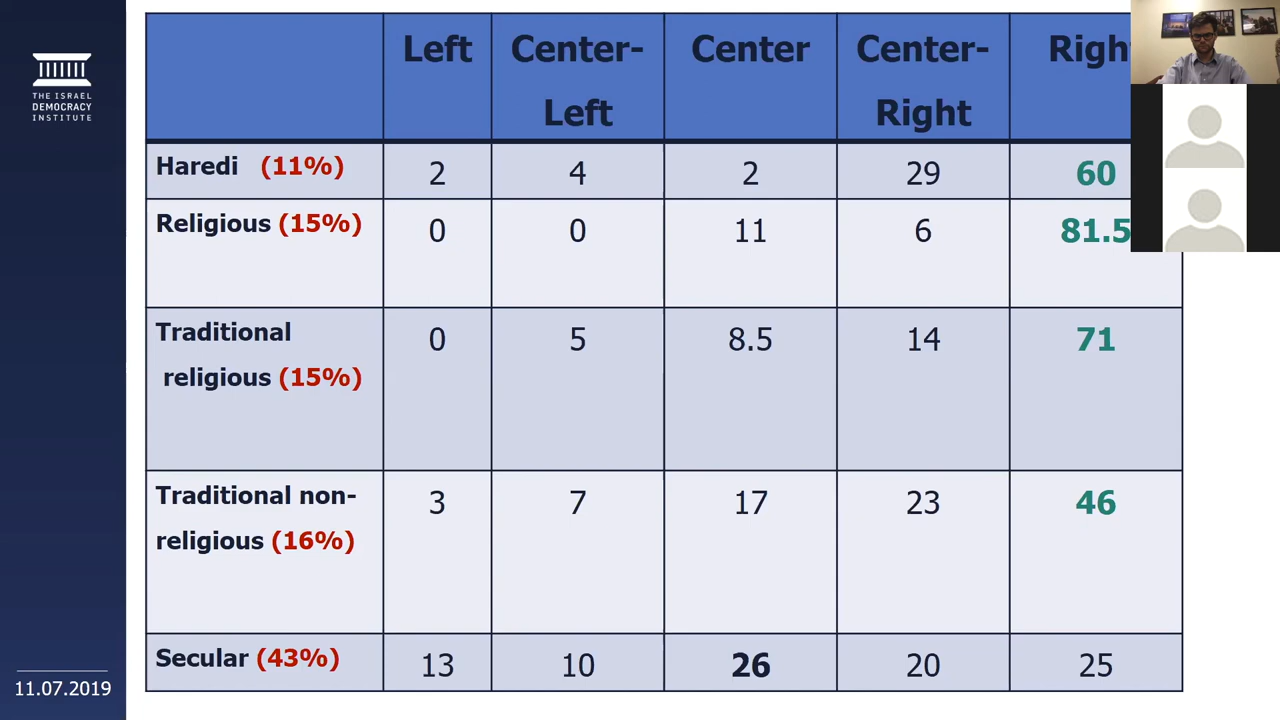 THE ISRAEL
DEMOCRACY
INSTITUTE
Left Center- Center Center- Right
Left Right
Haredi (11%) 2 4 2 29 60
Religious (15%) 0 0 11 6 81.5
Traditional 0 5 8.5 14 71
religious (15%)
Traditional non- 3 7 17 23 46
religious (16%)
Secular (43%) 13 10 26 20 25
11.07.2019